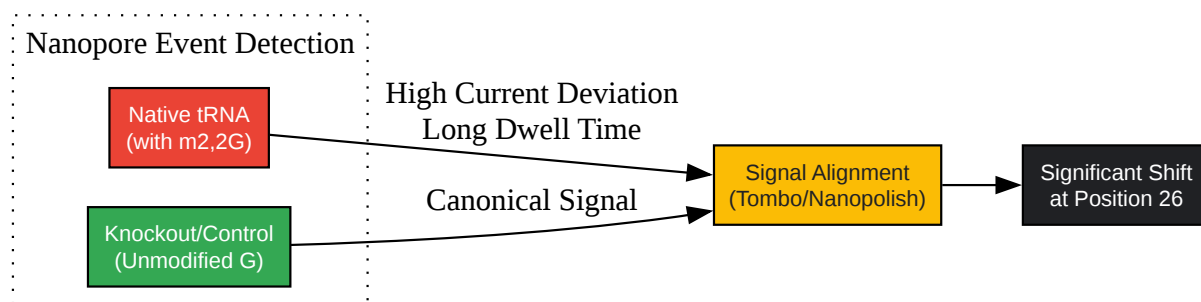 Nanopore Event Detection
Native tRNA
(with m2,2G)
High Current Deviation
Long Dwell Time
Knockout/Control
(Unmodified G)
Canonical Signal
Signal Alignment
(Tombo/Nanopolish)
Significant Shift
at Position 26